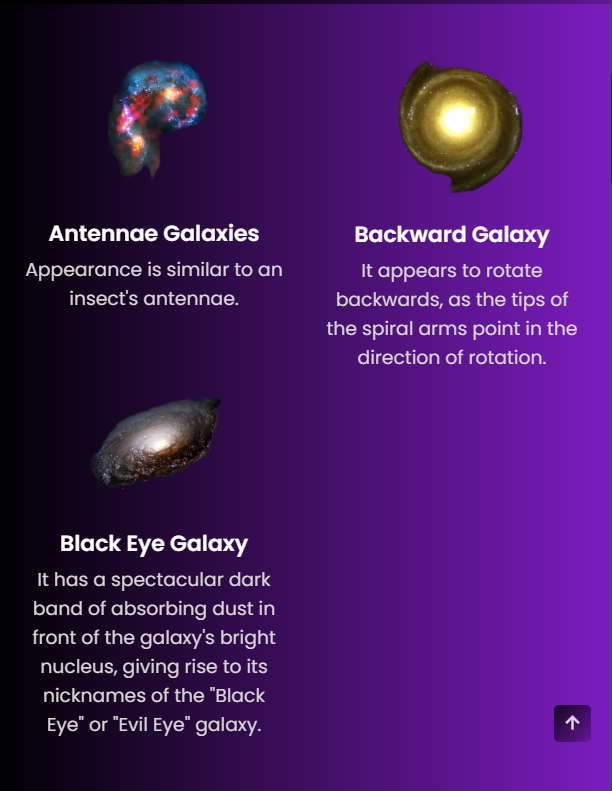 Antennae Galaxies
Appearance is similar to an
insect's antennae.
Backward Galaxy
It appears to rotate
backwards, as the tips of
the spiral arms point in the
direction of rotation.
Black Eye Galaxy
It has a spectacular dark
band of absorbing dust in
front of the galaxy's bright
nucleus, giving rise to its
nicknames of the "Black
Eye" or "Evil Eye" galaxy.